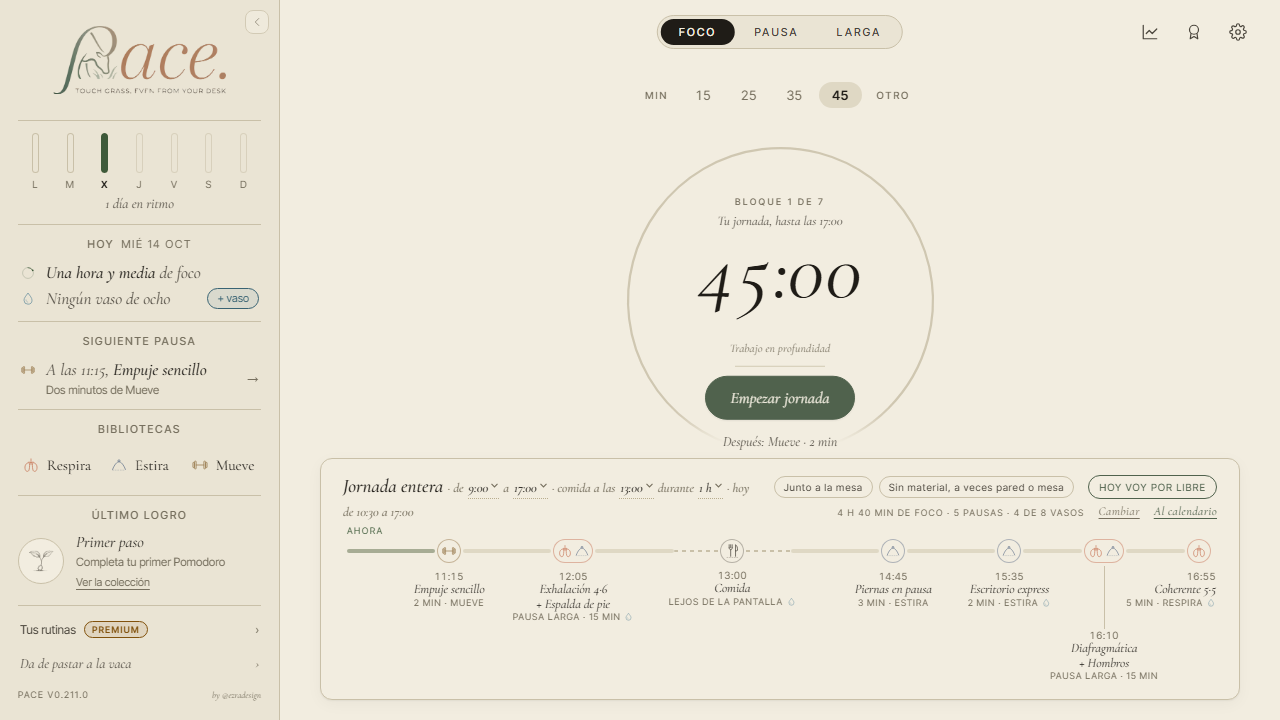 Pace.
TOUCH GRASS. EVEN FROM YOUR DESK
L M X J V S D
1 día en ritmo
HOY MIÉ 14 OCT
Una hora y media de foco
Ningún vaso de ocho + vaso
SIGUIENTE PAUSA
A las 11:15, Empuje sencillo →
Dos minutos de Mueve
BIBLIOTECAS
Respira Estira Mueve
ÚLTIMO LOGRO
Primer paso
Completa tu primer Pomodoro
Ver la colección
Tus rutinas PREMIUM ›
Da de pastar a la vaca ›
PACE V0.211.0 by @ezradesign
FOCO PAUSA LARGA
MIN 15 25 35 45 OTRO
BLOQUE 1 DE 7
Tu jornada, hasta las 17:00
45:00
Trabajo en profundidad
Empezar jornada
Después: Mueve · 2 min
Jornada entera · de 9:00 a 17:00 · comida a las 13:00 durante 1 h · hoy
de 10:30 a 17:00
Junto a la mesa Sin material, a veces pared o mesa HOY VOY POR LIBRE
4 H 40 MIN DE FOCO · 5 PAUSAS · 4 DE 8 VASOS Cambiar Al calendario
AHORA
11:15
Empuje sencillo
2 MIN · MUEVE
12:05
Exhalación 4·6
+ Espalda de pie
PAUSA LARGA · 15 MIN
13:00
Comida
LEJOS DE LA PANTALLA
14:45
Piernas en pausa
3 MIN · ESTIRA
15:35
Escritorio express
2 MIN · ESTIRA
16:10
Diafragmática
+ Hombros
PAUSA LARGA · 15 MIN
16:55
Coherente 5·5
5 MIN · RESPIRA